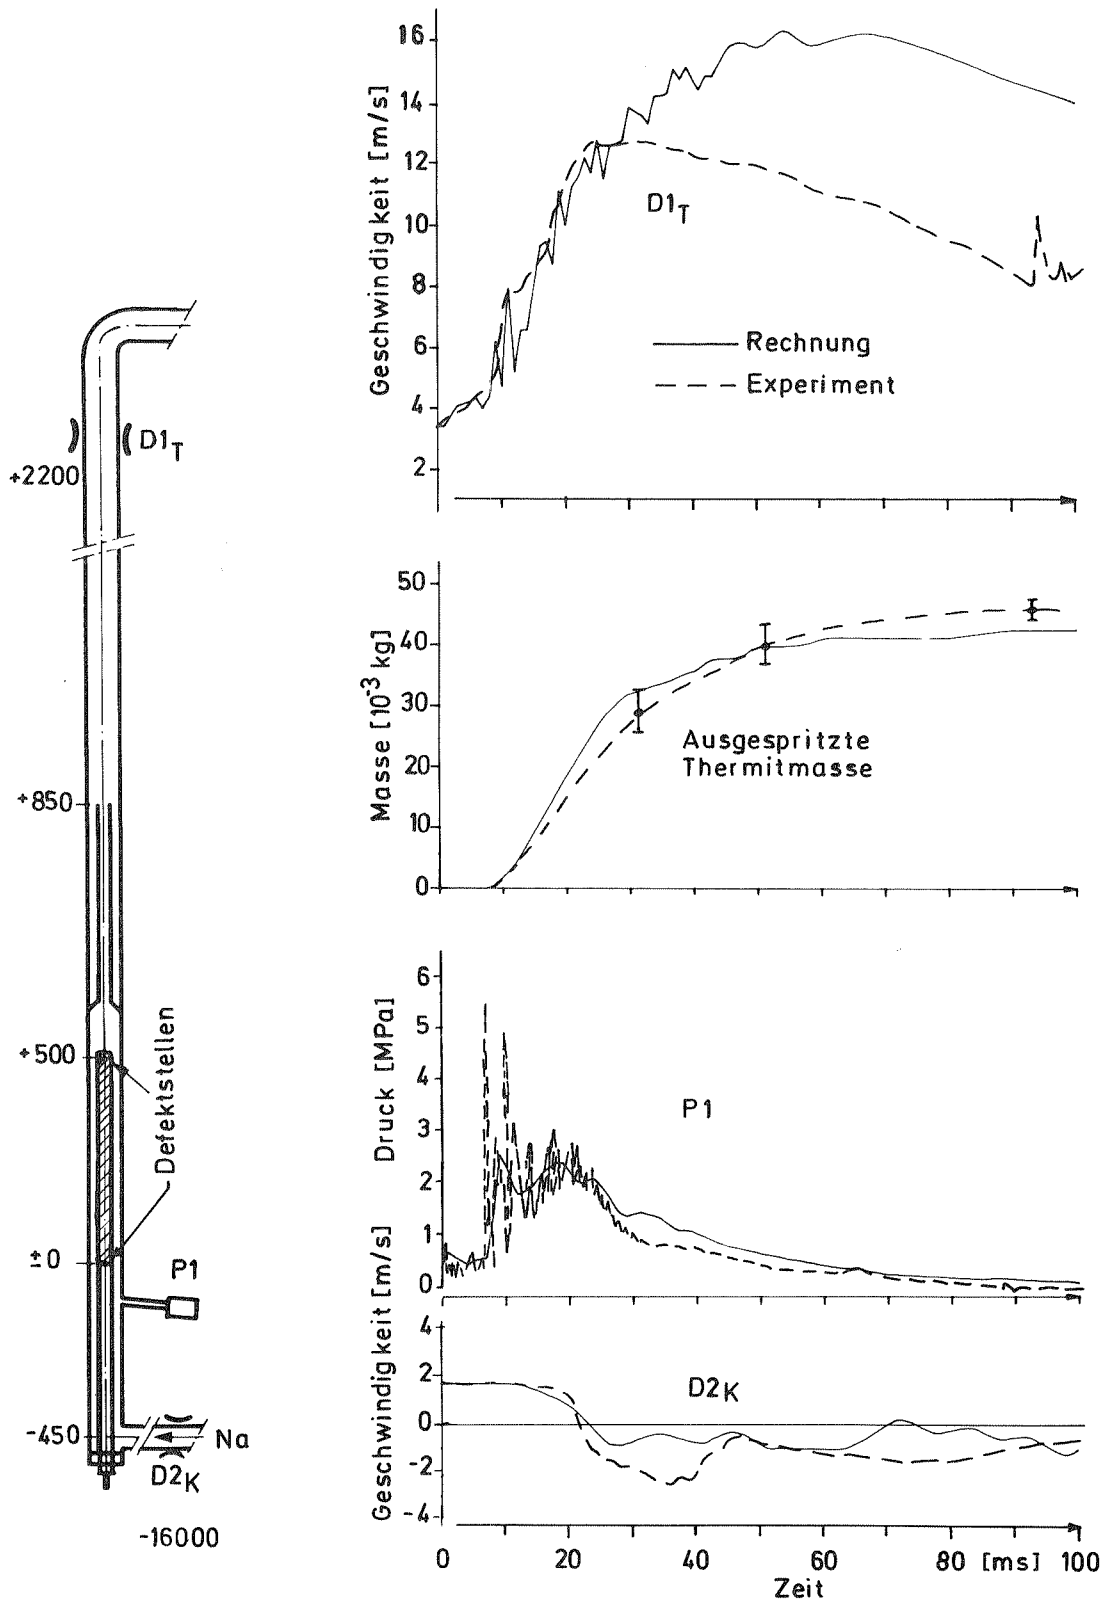 D1T
+2200
+850
+500
Defektstellen
±0
P1
-450
Na
D2K
-16000
Geschwindigkeit [m/s]
16
14
12
10
8
6
4
2
D1T
Rechnung
Experiment
Masse [10⁻³ kg]
50
40
30
20
10
0
Ausgespritzte
Thermitmasse
Druck [MPa]
6
5
4
3
2
1
0
P1
Geschwindigkeit [m/s]
4
2
0
-2
-4
D2K
0 20 40 60 80 [ms] 100
Zeit